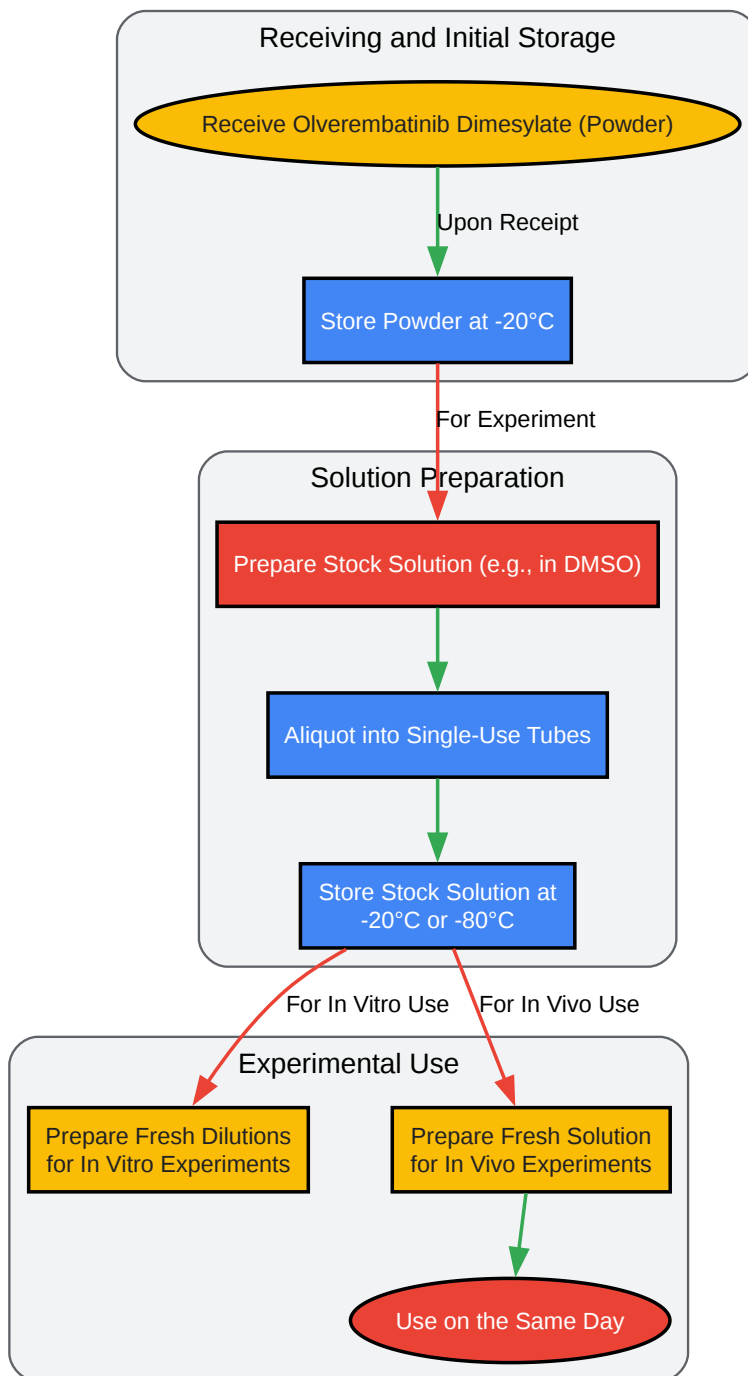 Receiving and Initial Storage
Receive Olverembatinib Dimesylate (Powder)
Upon Receipt
Store Powder at -20°C
For Experiment
Solution Preparation
Prepare Stock Solution (e.g., in DMSO)
Aliquot into Single-Use Tubes
Store Stock Solution at
-20°C or -80°C
For In Vitro Use
For In Vivo Use
Experimental Use
Prepare Fresh Dilutions
for In Vitro Experiments
Prepare Fresh Solution
for In Vivo Experiments
Use on the Same Day